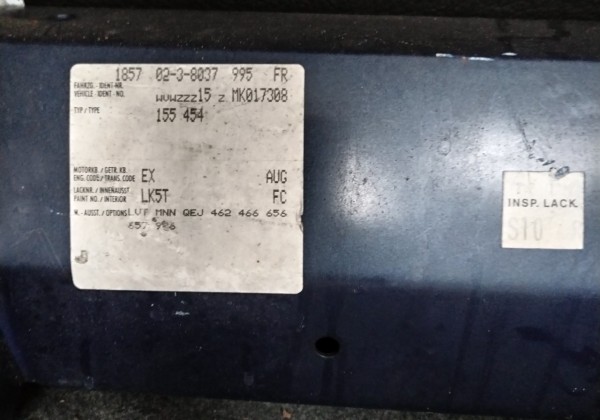 1857 02-3-8037 995 FR
FAHRZG.-IDENT-NR.
VEHICLE-IDENT-NO. WVWZZZ15 Z MK017308
TYP/TYPE 155 454
MOTORKB./GETR.KB.
ENG.CODE/TRANS.CODE EX AUG
LACKNR./INNENAUSST.
PAINT NO./INTERIOR LK5T FC
M.-AUSST./OPTIONS LVF MNN QEJ 462 466 656
INSP. LACK.